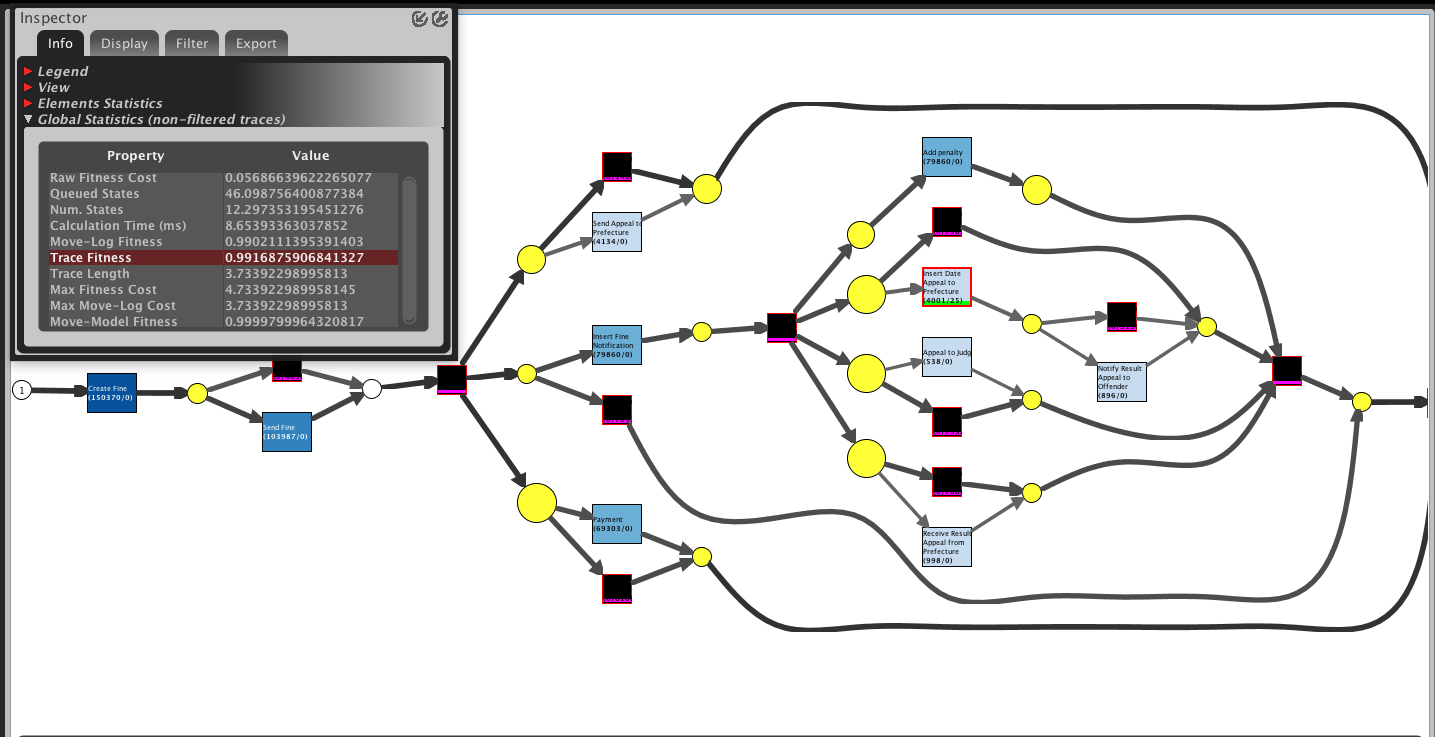 Inspector
Info Display Filter Export
Legend
View
Elements Statistics
Global Statistics (non-filtered traces)
Property Value
Raw Fitness Cost 0.05686639622265077
Queued States 46.098756400877384
Num. States 12.297353195451276
Calculation Time (ms) 8.65393363037852
Move-Log Fitness 0.9902111395391403
Trace Fitness 0.9916875906841327
Trace Length 3.73392298995813
Max Fitness Cost 4.733922989958145
Max Move-Log Cost 3.73392298995813
Move-Model Fitness 0.9999799964320817
1
Create Fine
(150370/0)
Send Fine
(103987/0)
Send Appeal to
Prefecture
(4134/0)
Insert Fine
Notification
(79860/0)
Payment
(69303/0)
Add penalty
(79860/0)
Insert Date
Appeal to
Prefecture
(4001/25)
Appeal to Judg
(538/0)
Notify Result
Appeal to
Offender
(896/0)
Receive Result
Appeal from
Prefecture
(998/0)